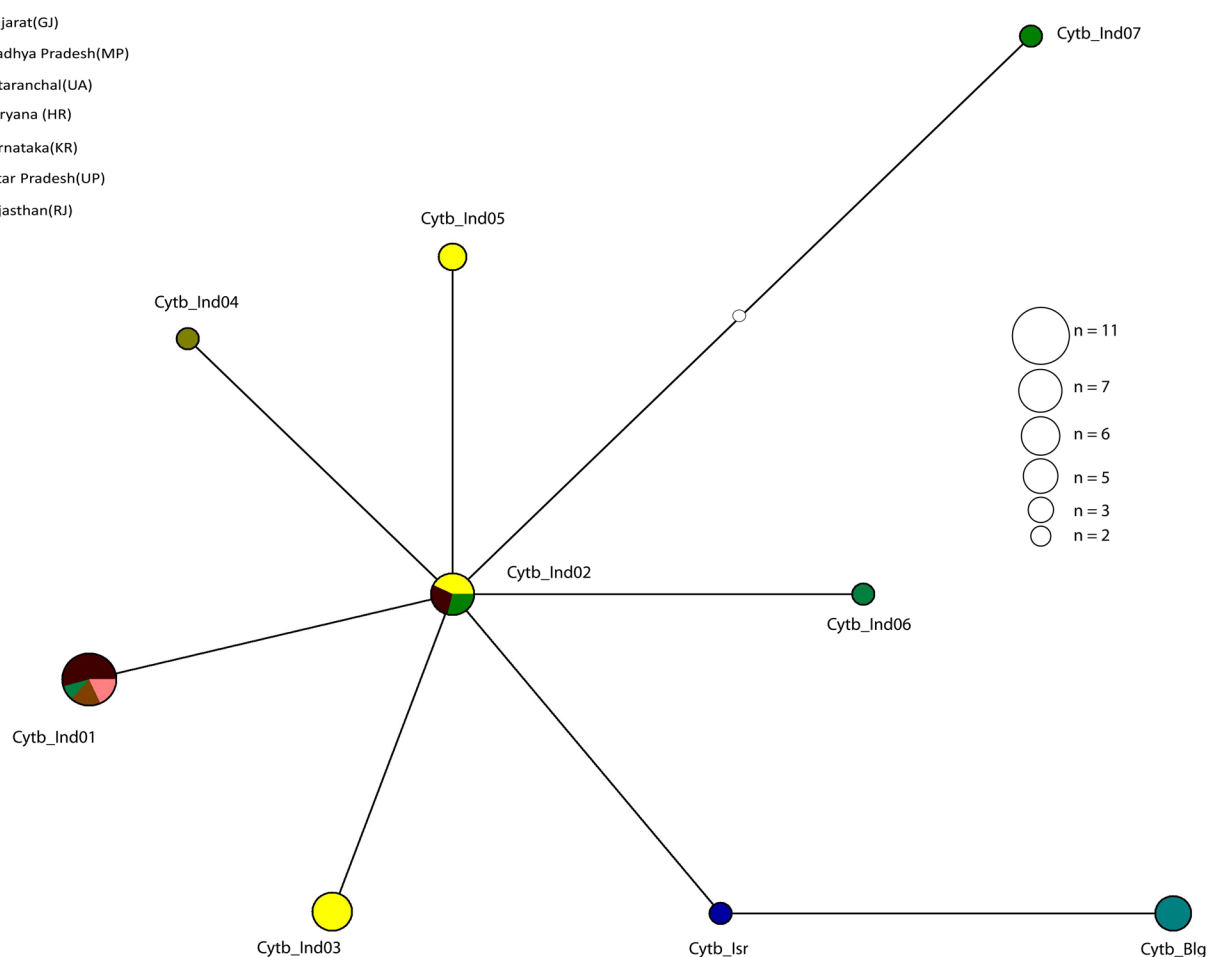 jarat(GJ)
adhya Pradesh(MP)
taranchal(UA)
ryana (HR)
rnataka(KR)
tar Pradesh(UP)
jasthan(RJ)
Cytb_Ind07
Cytb_Ind05
Cytb_Ind04
n = 11
n = 7
n = 6
n = 5
n = 3
n = 2
Cytb_Ind02
Cytb_Ind06
Cytb_Ind01
Cytb_Ind03
Cytb_Isr
Cytb_Blg